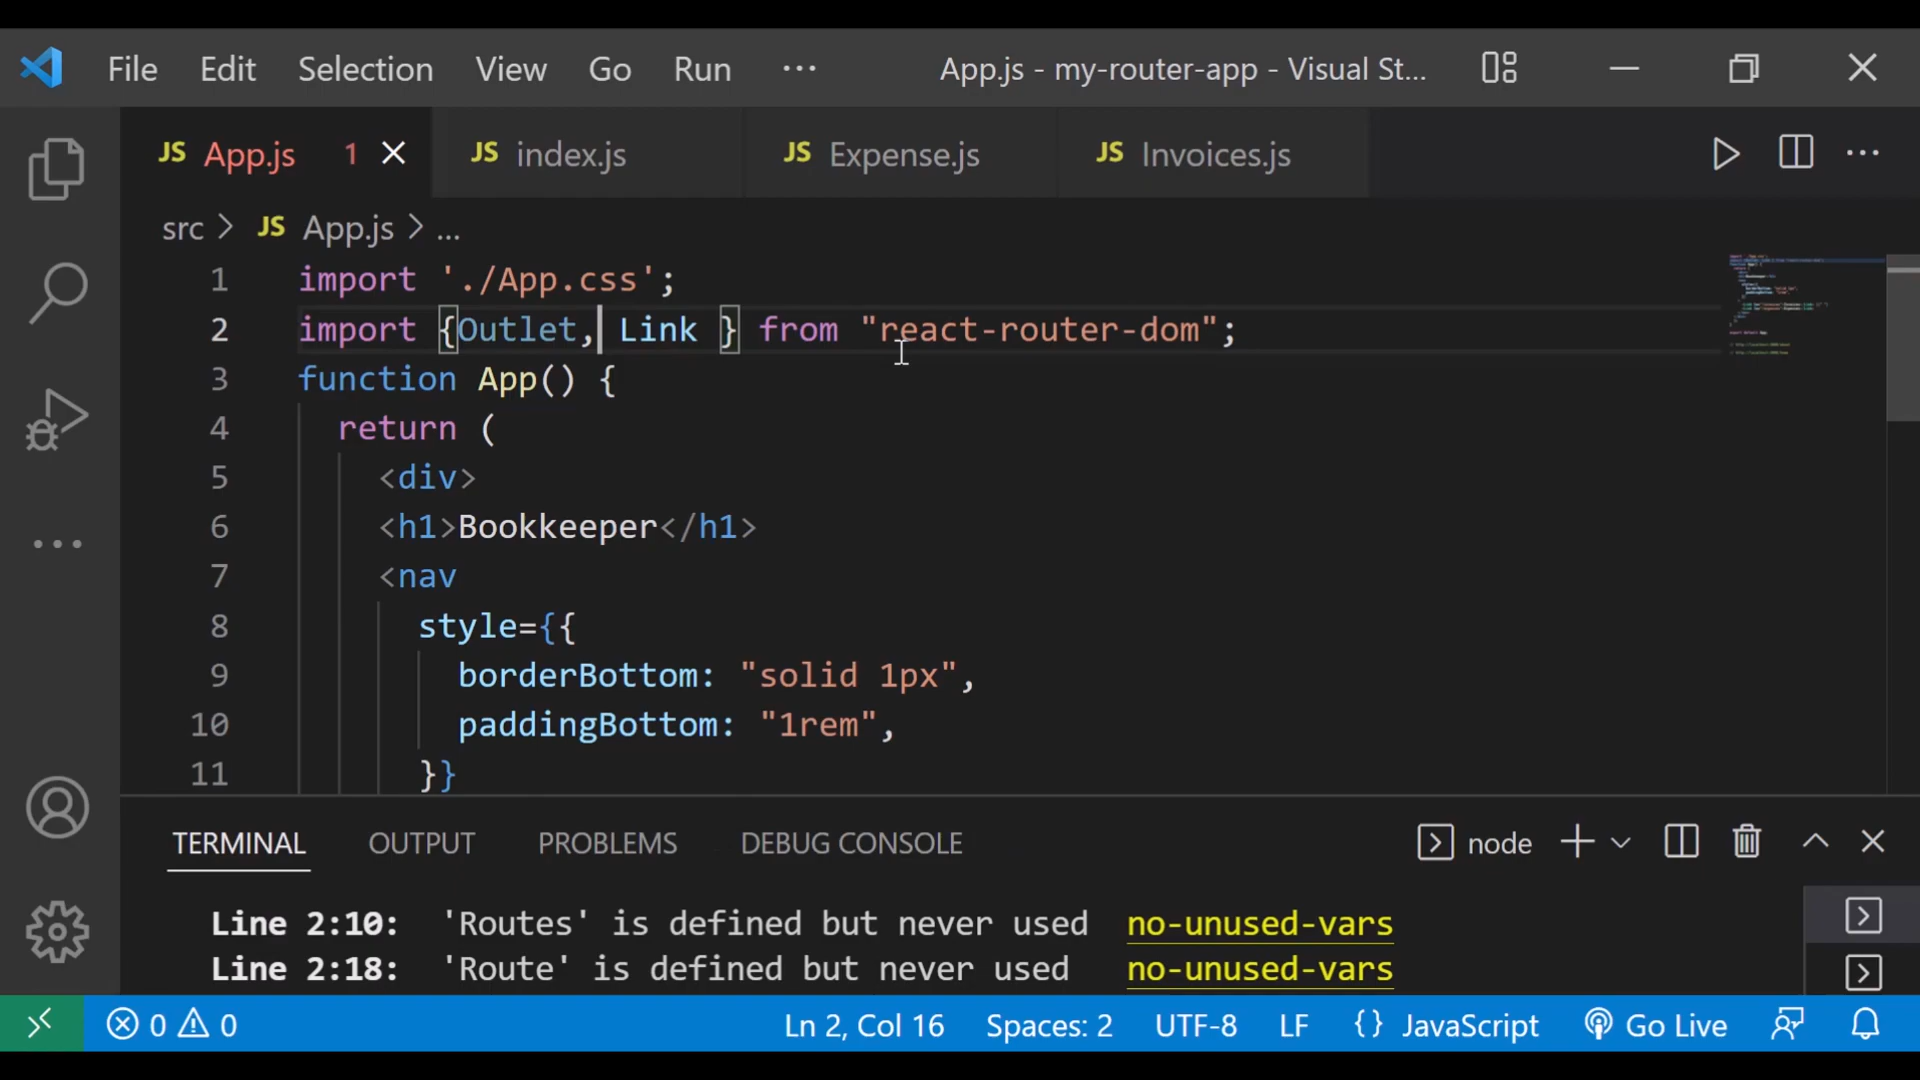 File Edit Selection View Go Run ··· App.js - my-router-app - Visual St...
JS App.js 1 JS index.js JS Expense.js JS Invoices.js
src > JS App.js > ...
1 import './App.css';
2 import {Outlet, Link } from "react-router-dom";
3 function App() {
4 return (
5 <div>
6 <h1>Bookkeeper</h1>
7 <nav
8 style={{
9 borderBottom: "solid 1px",
10 paddingBottom: "1rem",
11 }}
TERMINAL OUTPUT PROBLEMS DEBUG CONSOLE node
Line 2:10: 'Routes' is defined but never used no-unused-vars
Line 2:18: 'Route' is defined but never used no-unused-vars
0 0 Ln 2, Col 16 Spaces: 2 UTF-8 LF {} JavaScript Go Live